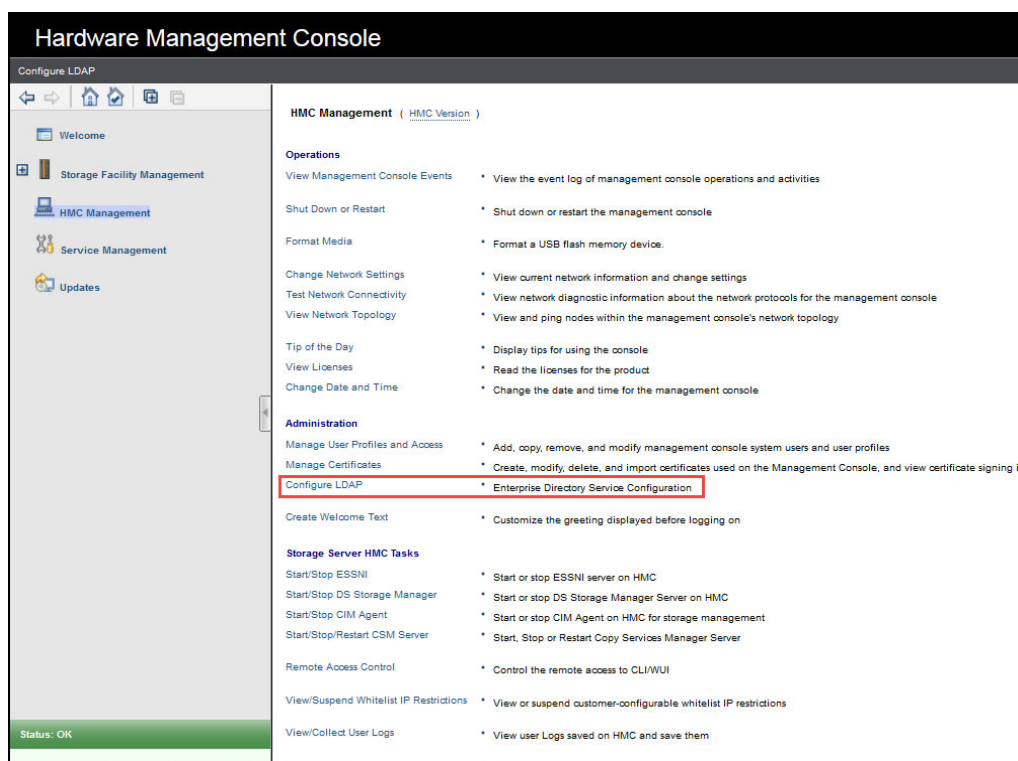 Hardware Management Console
Configure LDAP
Welcome
Storage Facility Management
HMC Management
Service Management
Updates
Status: OK
HMC Management ( HMC Version )
Operations
View Management Console Events • View the event log of management console operations and activities
Shut Down or Restart • Shut down or restart the management console
Format Media • Format a USB flash memory device.
Change Network Settings • View current network information and change settings
Test Network Connectivity • View network diagnostic information about the network protocols for the management console
View Network Topology • View and ping nodes within the management console's network topology
Tip of the Day • Display tips for using the console
View Licenses • Read the licenses for the product
Change Date and Time • Change the date and time for the management console
Administration
Manage User Profiles and Access • Add, copy, remove, and modify management console system users and user profiles
Manage Certificates • Create, modify, delete, and import certificates used on the Management Console, and view certificate signing i
Configure LDAP • Enterprise Directory Service Configuration
Create Welcome Text • Customize the greeting displayed before logging on
Storage Server HMC Tasks
Start/Stop ESSNI • Start or stop ESSNI server on HMC
Start/Stop DS Storage Manager • Start or stop DS Storage Manager Server on HMC
Start/Stop CIM Agent • Start or stop CIM Agent on HMC for storage management
Start/Stop/Restart CSM Server • Start, Stop or Restart Copy Services Manager Server
Remote Access Control • Control the remote access to CLI/WUI
View/Suspend Whitelist IP Restrictions • View or suspend customer-configurable whitelist IP restrictions
View/Collect User Logs • View user Logs saved on HMC and save them